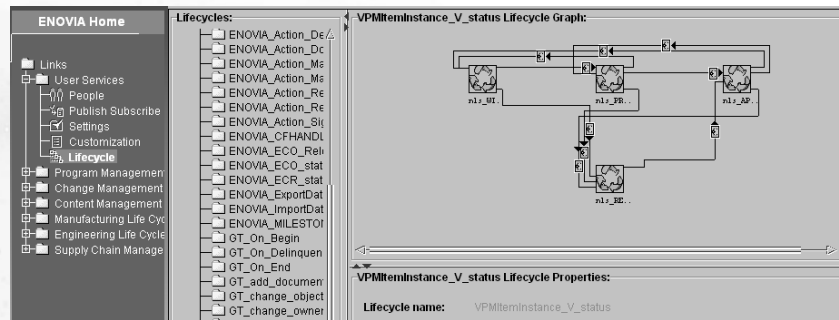 ENOVIA Home
Links
User Services
People
Publish Subscribe
Settings
Customization
Lifecycle
Program Managemen
Change Management
Content Management
Manufacturing Life Cyc
Engineering Life Cycle
Supply Chain Manage
Lifecycles:
ENOVIA_Action_De
ENOVIA_Action_Do
ENOVIA_Action_Ma
ENOVIA_Action_Ma
ENOVIA_Action_Re
ENOVIA_Action_Re
ENOVIA_Action_Sig
ENOVIA_CFHANDL
ENOVIA_ECO_Rel
ENOVIA_ECO_stat
ENOVIA_ECR_stat
ENOVIA_ExportDat
ENOVIA_ImportDat
ENOVIA_MILESTO
GT_On_Begin
GT_On_Delinquen
GT_On_End
GT_add_documen
GT_change_object
GT_change_owner
VPMItemInstance_V_status Lifecycle Graph:
nls_WI..
nls_PR..
nls_AP..
nls_RE..
VPMItemInstance_V_status Lifecycle Properties:
Lifecycle name: VPMItemInstance_V_status